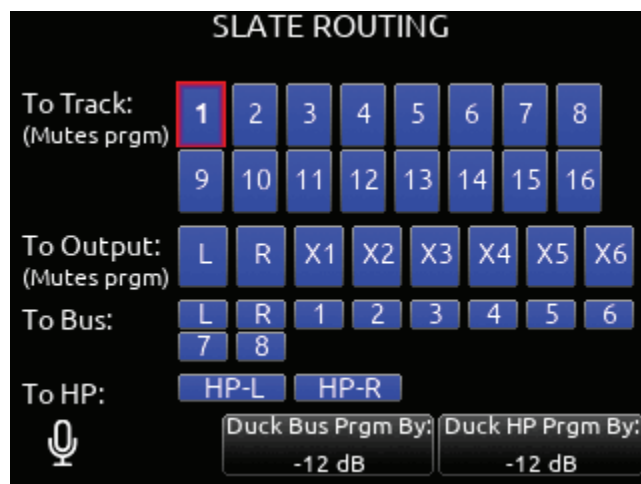 SLATE ROUTING
To Track: 1 2 3 4 5 6 7 8
(Mutes prgm)
9 10 11 12 13 14 15 16
To Output: L R X1 X2 X3 X4 X5 X6
(Mutes prgm)
To Bus: L R 1 2 3 4 5 6
7 8
To HP: HP-L HP-R
Duck Bus Prgm By: Duck HP Prgm By:
-12 dB -12 dB